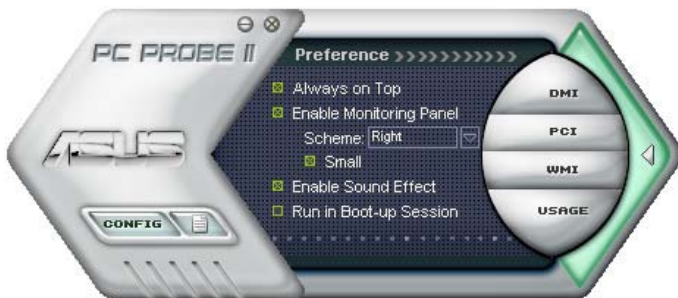 PC PROBE II
Preference
Always on Top
Enable Monitoring Panel
Scheme: Right
Small
Enable Sound Effect
Run in Boot-up Session
ASUS
CONFIG
DMI
PCI
WMI
USAGE